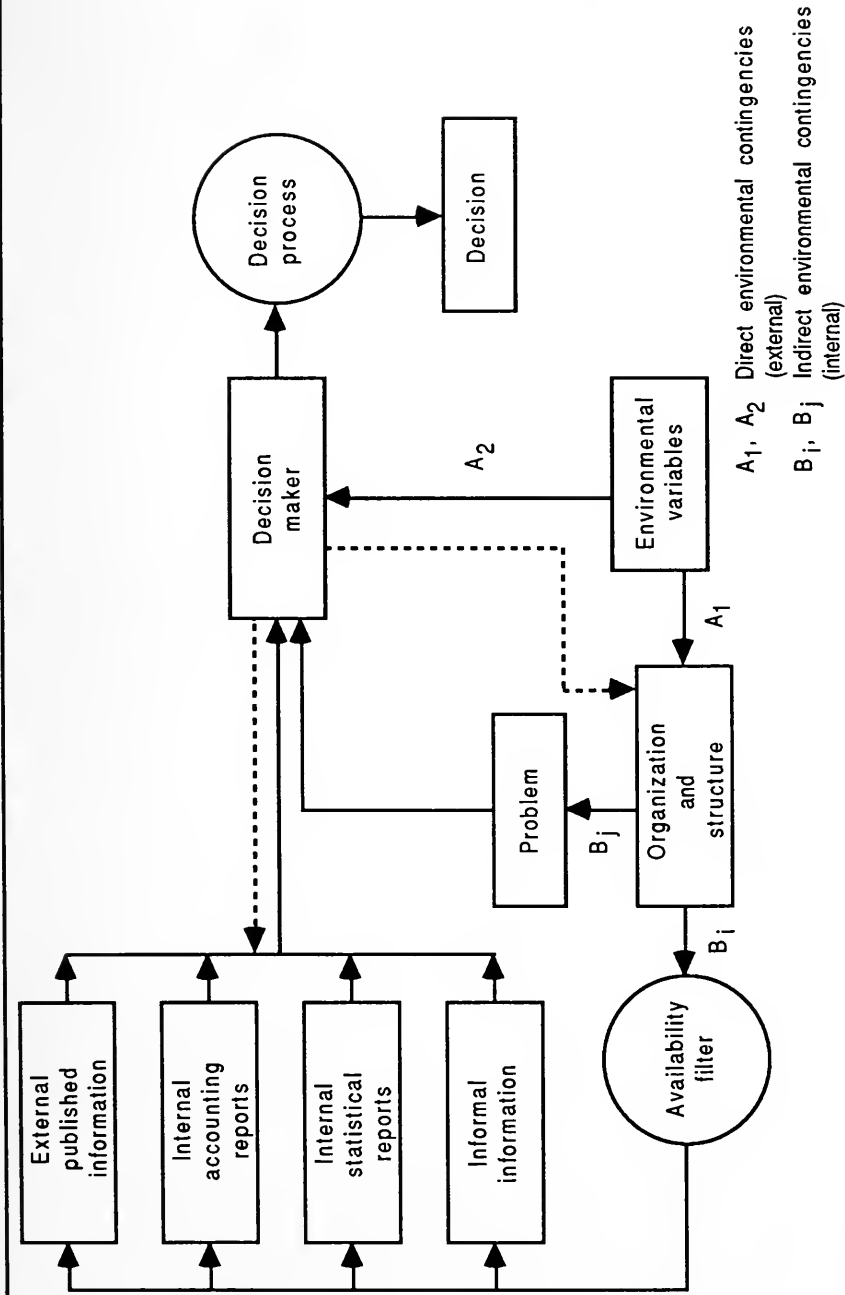 External
published
information
Internal
accounting
reports
Internal
statistical
reports
Informal
information
Availability
filter
Decision
maker
Decision
process
Decision
Problem
Organization
and
structure
Environmental
variables
A2
A1
Bj
Bi
A1, A2 Direct environmental contingencies
(external)
Bi, Bj Indirect environmental contingencies
(internal)